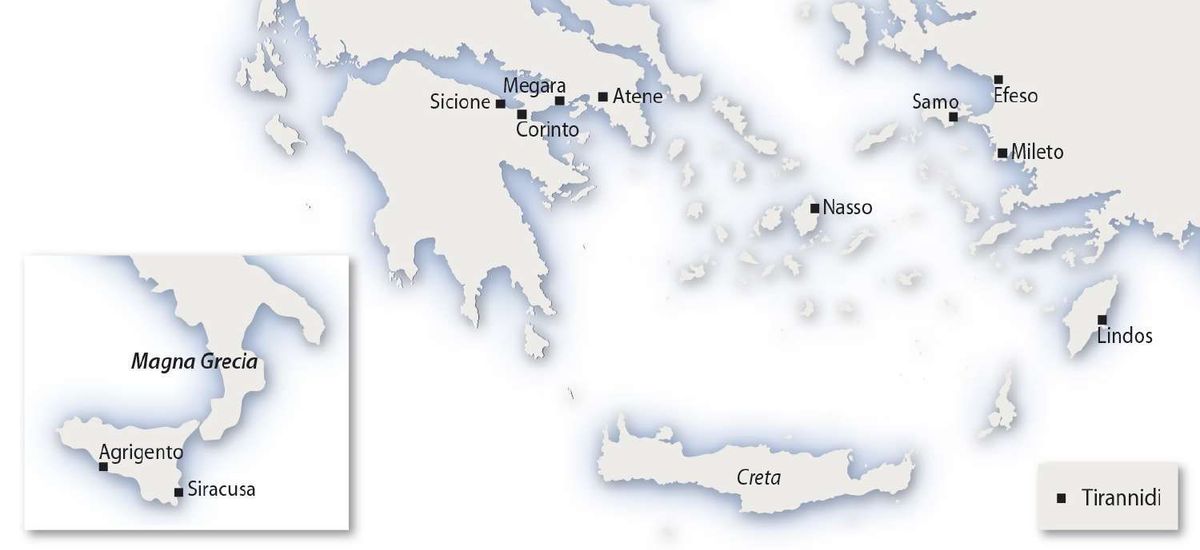 Megara
Sicione
Atene
Corinto
Efeso
Samo
Mileto
Nasso
Lindos
Magna Grecia
Agrigento
Siracusa
Creta
Tirannidi